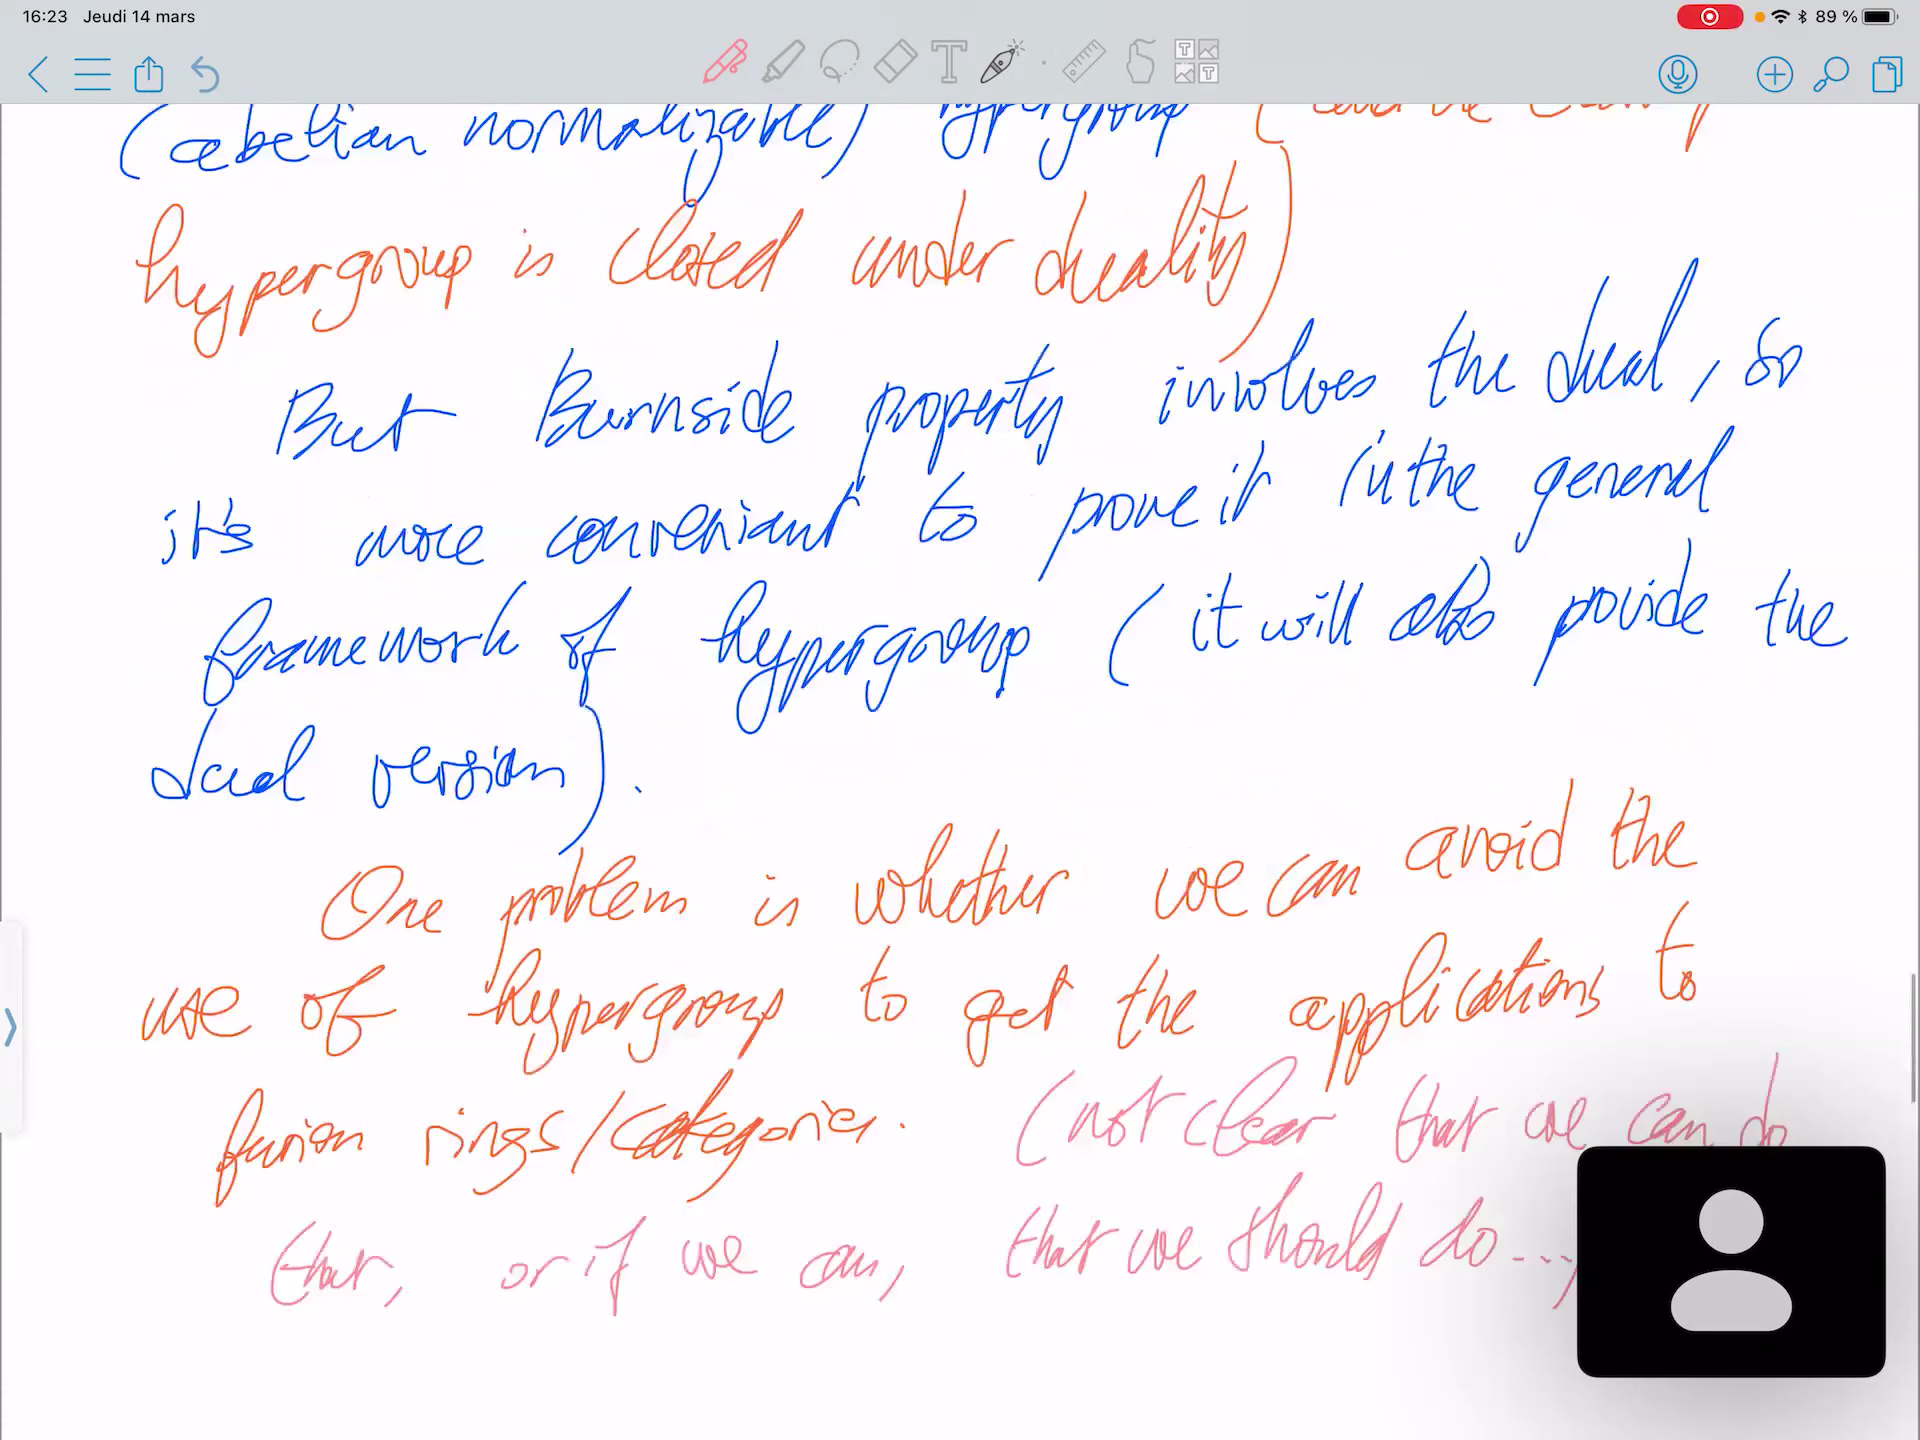 16:23 Jeudi 14 mars 89 %
(abelian normalizable) hypergroup (
hypergroup is closed under duality)
But Burnside property involves the dual, so
it's more convenient to prove it in the general
framework of hypergroup (it will also provide the
dual version).
One problem is whether we can avoid the
use of hypergroup to get the applications to
fusion rings/categories. (not clear that we can do
that, or if we can, that we should do...